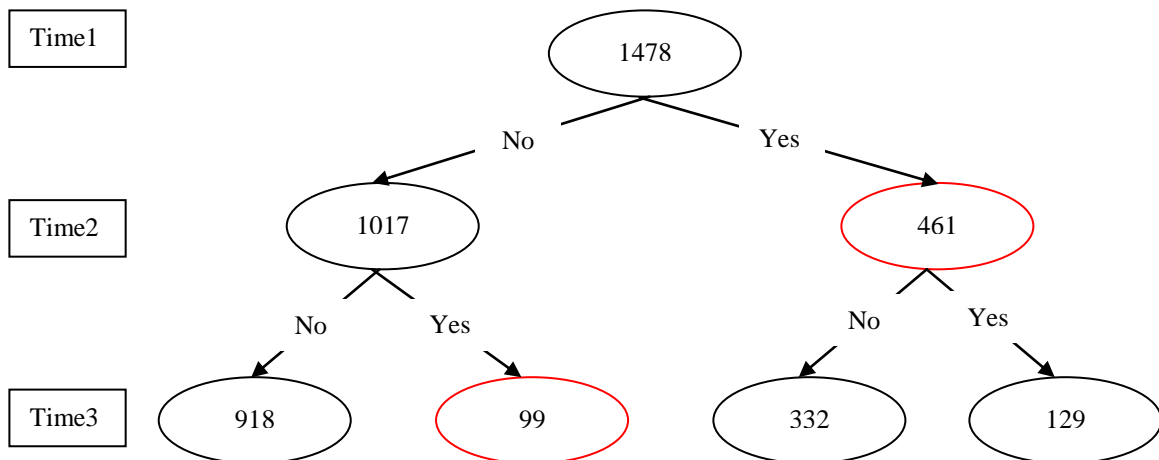 Time1
1478
No
Yes
Time2
1017
461
No
Yes
No
Yes
Time3
918
99
332
129